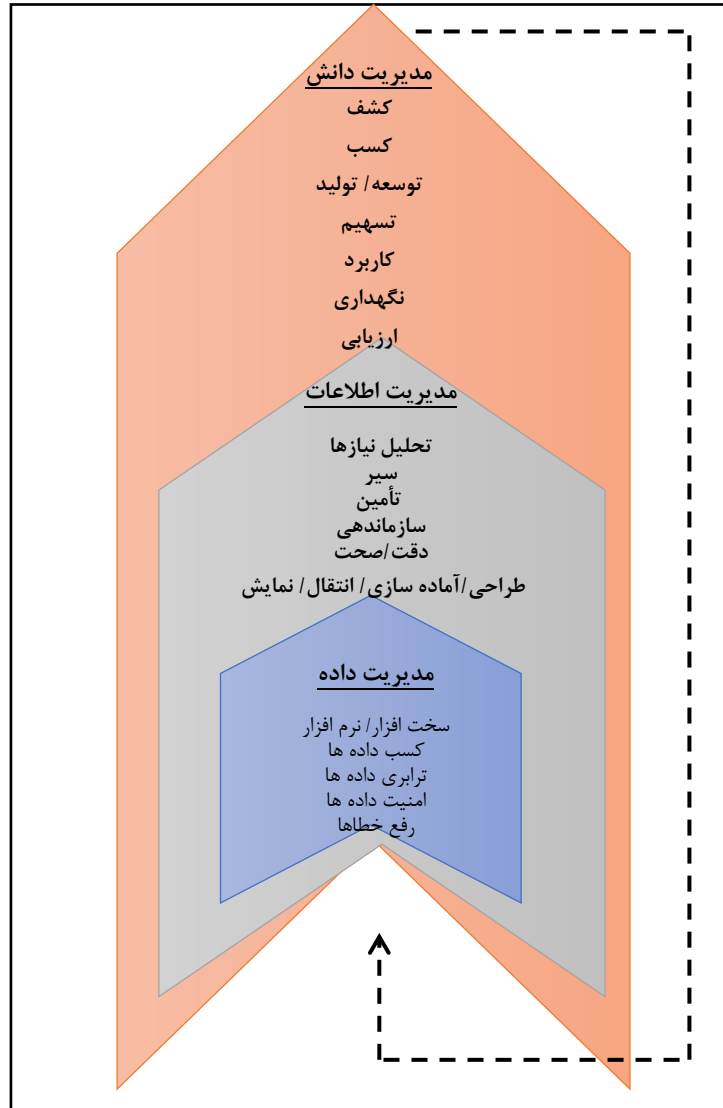 مدیریت دانش
کشف
کسب
توسعه/ تولید
تسهیم
کاربرد
نگهداری
ارزیابی
مدیریت اطلاعات
تحلیل نیازها
سیر
تأمین
سازماندهی
دقت/صحت
طراحی/آماده سازی/ انتقال/ نمایش
مدیریت داده
سخت افزار/ نرم افزار
کسب داده ها
ترابری داده ها
امنیت داده ها
رفع خطاها